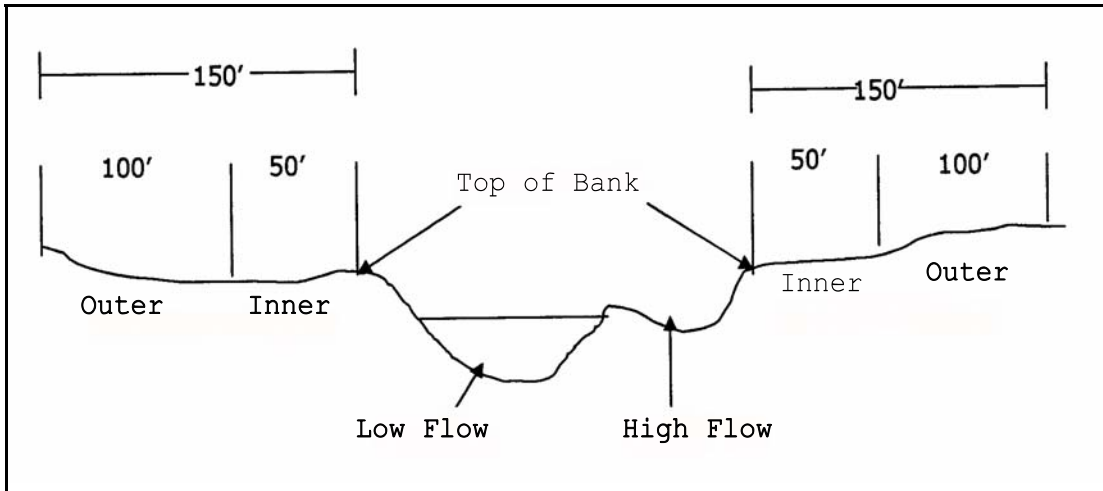 150′
150′
100′
50′
50′
100′
Top of Bank
Outer
Inner
Inner
Outer
Low Flow
High Flow